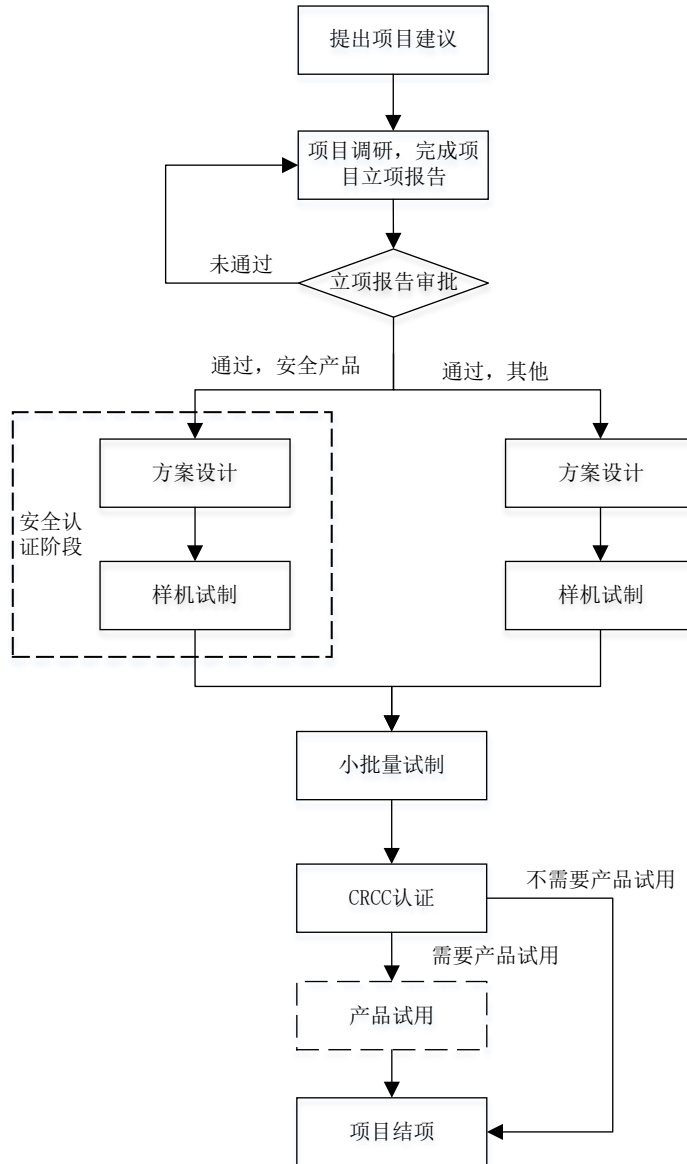 提出项目建议
项目调研，完成项
目立项报告
未通过
立项报告审批
通过，安全产品
通过，其他
方案设计
方案设计
安全认
证阶段
样机试制
样机试制
小批量试制
CRCC认证
不需要产品试用
需要产品试用
产品试用
项目结项